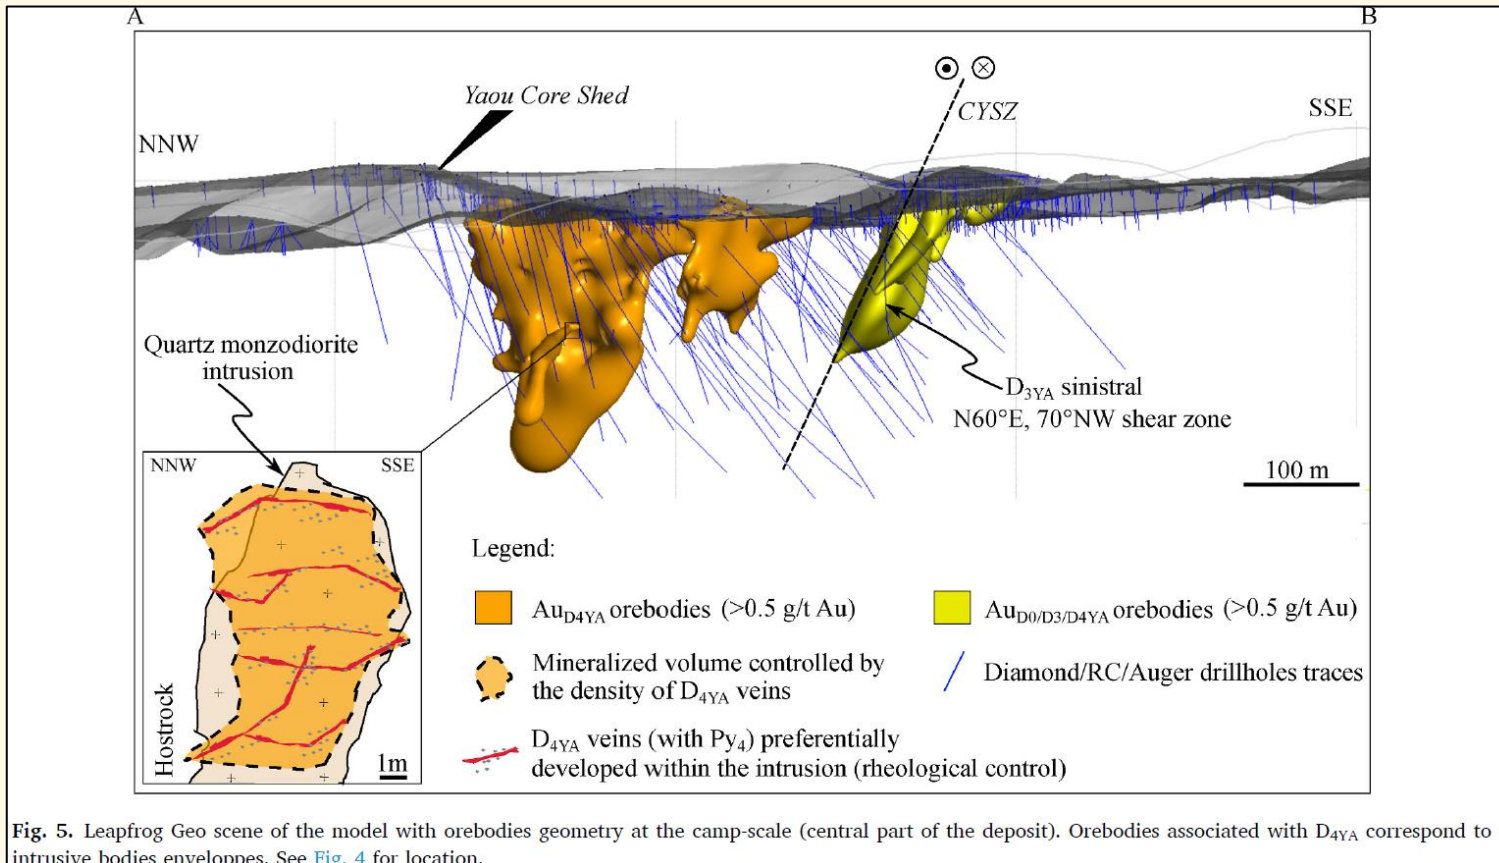 A B
Yaou Core Shed
CYSZ
SSE
NNW
Quartz monzodiorite
intrusion
D3YA sinistral
N60°E, 70°NW shear zone
100 m
NNW SSE
Hostrock
1m
Legend:
AuD4YA orebodies (>0.5 g/t Au)
AuD0/D3/D4YA orebodies (>0.5 g/t Au)
Mineralized volume controlled by
the density of D4YA veins
Diamond/RC/Auger drillholes traces
D4YA veins (with Py4) preferentially
developed within the intrusion (rheological control)
Fig. 5. Leapfrog Geo scene of the model with orebodies geometry at the camp-scale (central part of the deposit). Orebodies associated with D4YA correspond to
intrusive bodies enveloppes. See Fig. 4 for location.